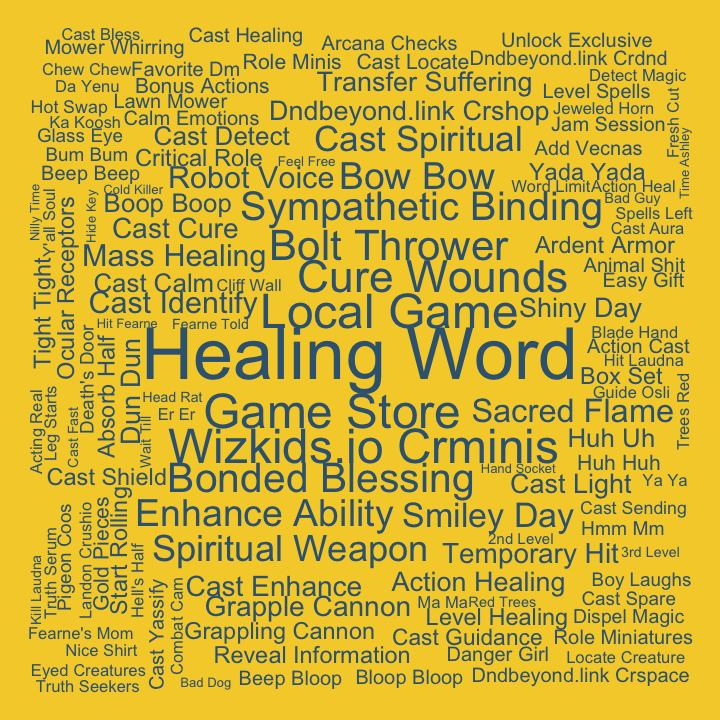 Cast Bless
Cast Healing
Arcana Checks
Unlock Exclusive
Mower Whirring
Role Minis
Cast Locate
Dndbeyond.link Crdnd
Chew Chew
Favorite Dm
Transfer Suffering
Detect Magic
Da Yenu
Bonus Actions
Level Spells
Hot Swap
Lawn Mower
Dndbeyond.link Crshop
Jeweled Horn
Fresh Cut
Ka Koosh
Calm Emotions
Jam Session
Glass Eye
Cast Detect
Cast Spiritual
Add Vecnas
Time Ashley
Bum Bum
Critical Role
Feel Free
Yada Yada
Beep Beep
Robot Voice
Bow Bow
Word Limit
Action Heal
Cold Killer
Nilly Time
Y'all Soul
Hide Key
Boop Boop
Sympathetic Binding
Bad Guy
Spells Left
Ocular Receptors
Cast Cure
Cast Aura
Mass Healing
Bolt Thrower
Ardent Armor
Tight Tight
Cast Calm
Cliff Wall
Cure Wounds
Animal Shit
Easy Gift
Cast Identify
Local Game
Shiny Day
Hit Fearne
Fearne Told
Death's Door
Absorb Half
Dun Dun
Healing Word
Blade Hand
Action Cast
Hit Laudna
Box Set
Acting Real
Leg Starts
Cast Fast
Wait Till
Head Rat
Er Er
Game Store
Sacred Flame
Guide Osli
Trees Red
Wizkids.io Crminis
Huh Uh
Cast Shield
Bonded Blessing
Hand Socket
Huh Huh
Cast Light
Ya Ya
Enhance Ability
Smiley Day
Cast Sending
Hmm Mm
Kill Laudna
Truth Serum
Pigeon Coos
Landon Crushio
Gold Pieces
Start Rolling
Hell's Half
Spiritual Weapon
2nd Level
Temporary Hit
3rd Level
Cast Yassify
Combat Cam
Cast Enhance
Action Healing
Boy Laughs
Grapple Cannon
Ma Ma
Red Trees
Cast Spare
Level Healing
Dispel Magic
Fearne's Mom
Grappling Cannon
Cast Guidance
Role Miniatures
Nice Shirt
Reveal Information
Danger Girl
Locate Creature
Eyed Creatures
Truth Seekers
Bad Dog
Beep Bloop
Bloop Bloop
Dndbeyond.link Crspace